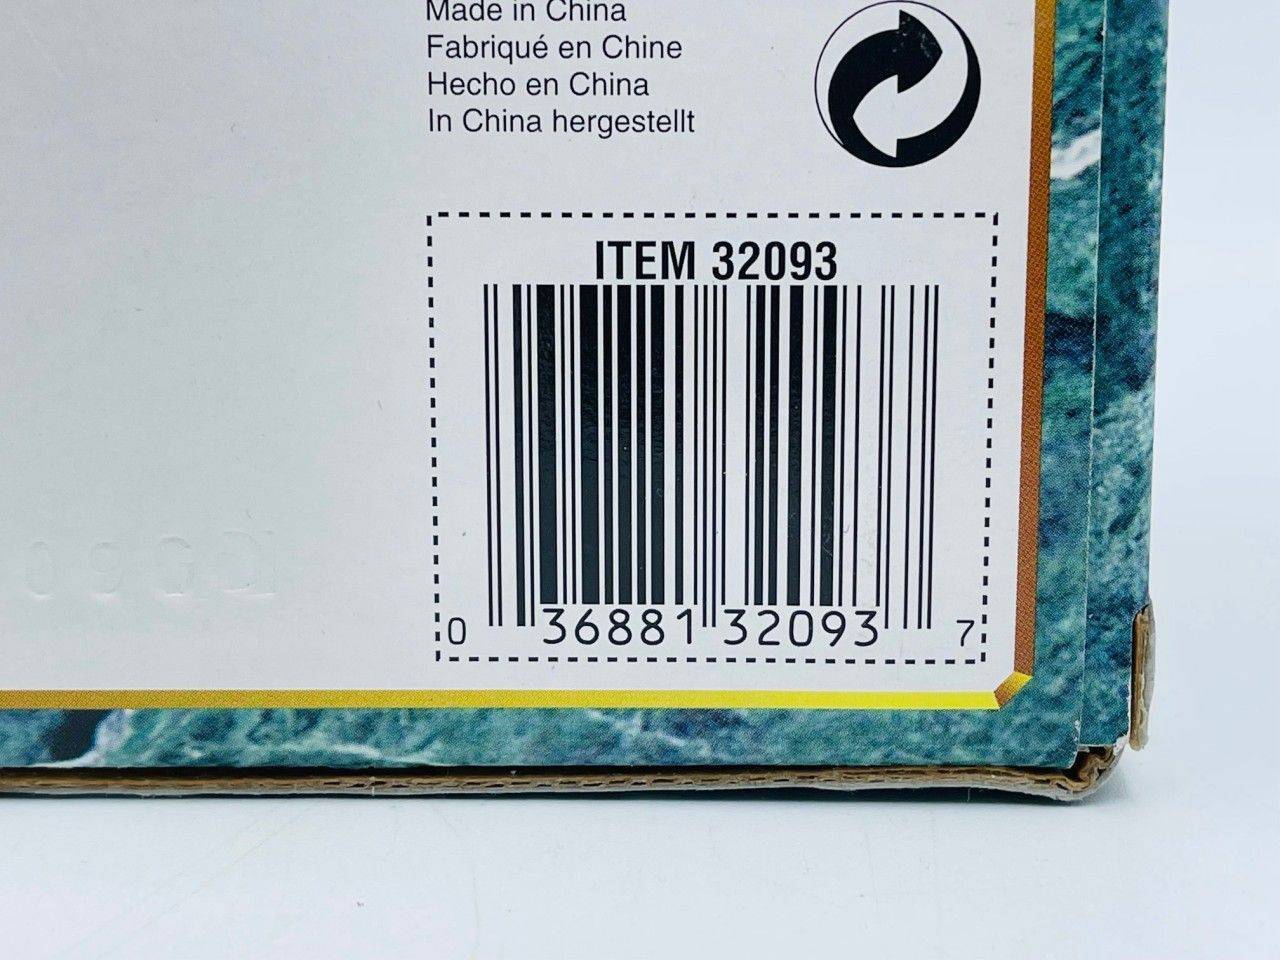 Made in China
Fabriqué en Chine
Hecho en China
In China hergestellt
ITEM 32093
0 36881 32093 7